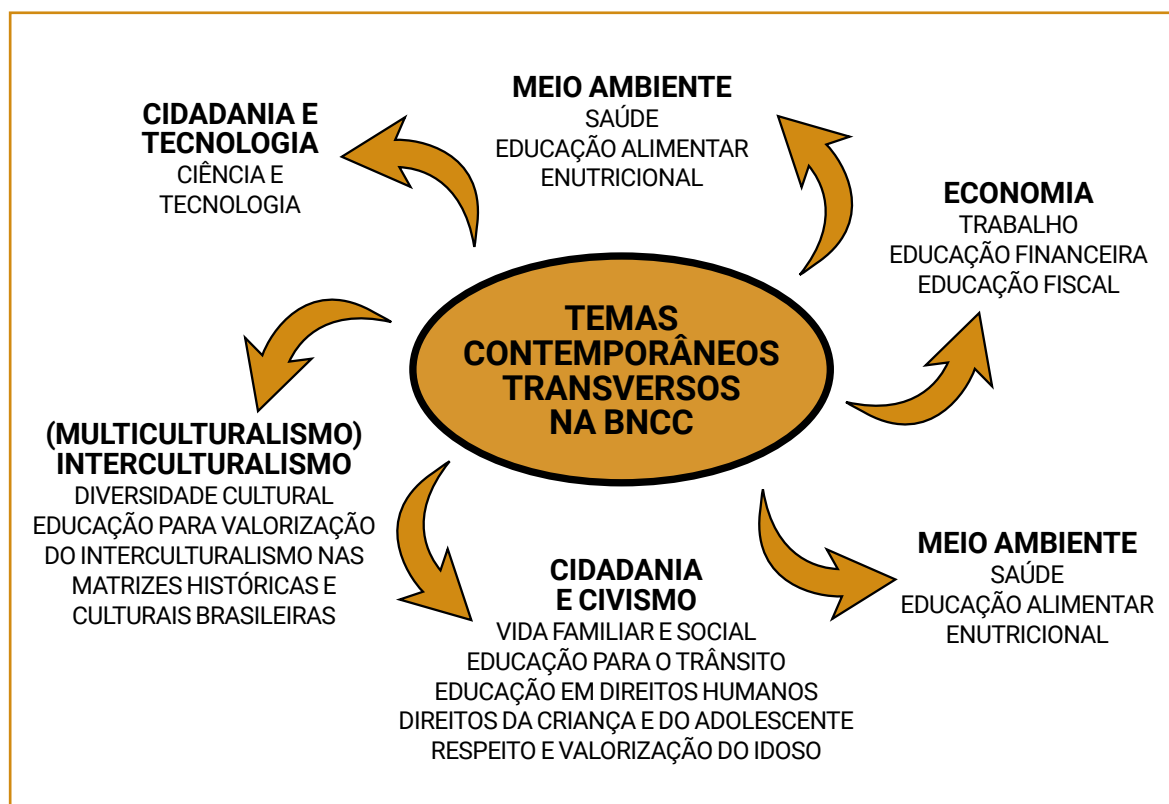 MEIO AMBIENTE
SAÚDE
EDUCAÇÃO ALIMENTAR
ENUTRICIONAL
CIDADANIA E
TECNOLOGIA
CIÊNCIA E
TECNOLOGIA
ECONOMIA
TRABALHO
EDUCAÇÃO FINANCEIRA
EDUCAÇÃO FISCAL
TEMAS
CONTEMPORÂNEOS
TRANSVERSOS
NA BNCC
(MULTICULTURALISMO)
INTERCULTURALISMO
DIVERSIDADE CULTURAL
EDUCAÇÃO PARA VALORIZAÇÃO
DO INTERCULTURALISMO NAS
MATRIZES HISTÓRICAS E
CULTURAIS BRASILEIRAS
CIDADANIA
E CIVISMO
VIDA FAMILIAR E SOCIAL
EDUCAÇÃO PARA O TRÂNSITO
EDUCAÇÃO EM DIREITOS HUMANOS
DIREITOS DA CRIANÇA E DO ADOLESCENTE
RESPEITO E VALORIZAÇÃO DO IDOSO
MEIO AMBIENTE
SAÚDE
EDUCAÇÃO ALIMENTAR
ENUTRICIONAL